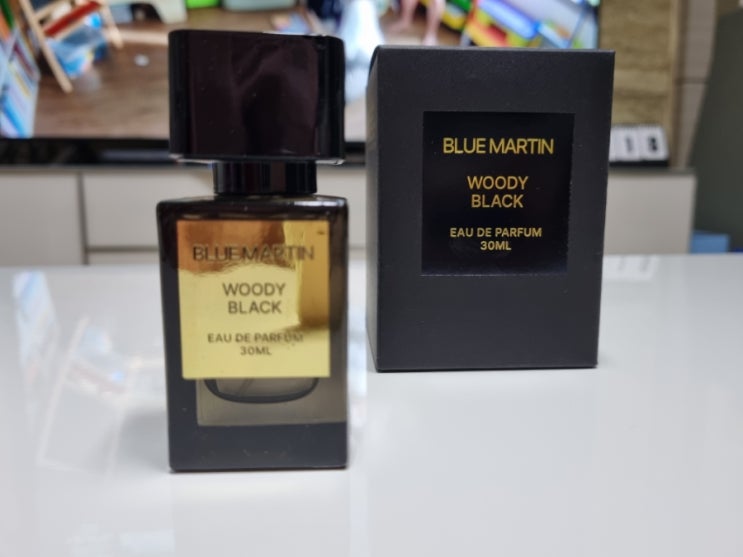 BLUE MARTIN
WOODY
BLACK
EAU DE PARFUM
30ML
BLUE MARTIN
WOODY
BLACK
EAU DE PARFUM
30ML